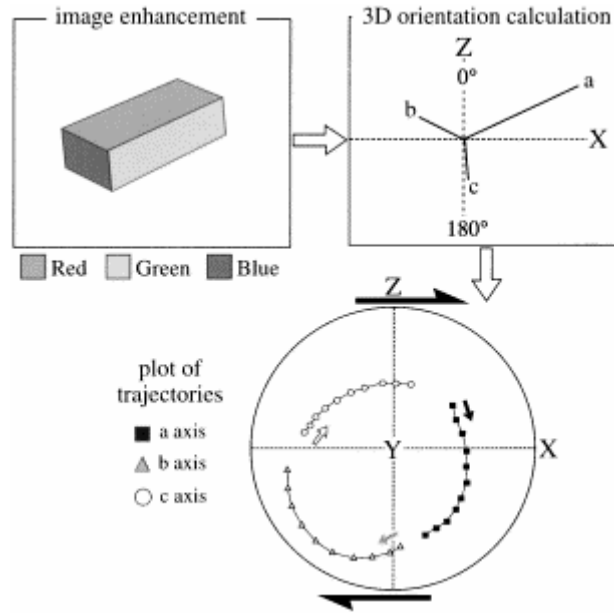 image enhancement
3D orientation calculation
Z
0°
a
b
X
c
180°
Red Green Blue
Z
plot of
trajectories
a axis
b axis
c axis
Y
X